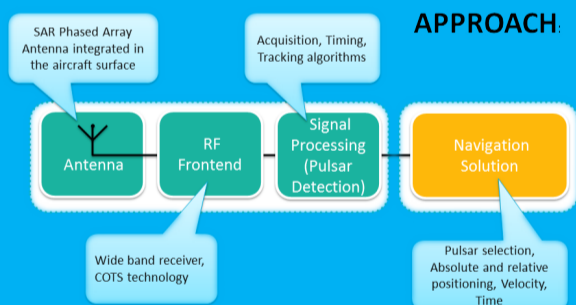 APPROACH:
SAR Phased Array
Antenna integrated in
the aircraft surface
Acquisition, Timing,
Tracking algorithms
Antenna
RF
Frontend
Signal
Processing
(Pulsar
Detection)
Navigation
Solution
Wide band receiver,
COTS technology
Pulsar selection,
Absolute and relative
positioning, Velocity,
Time